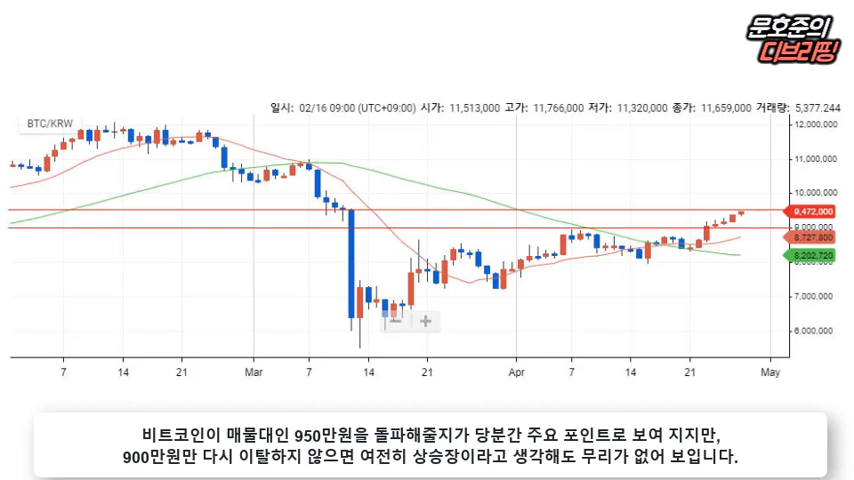 문호준의
디브리핑
일시: 02/16 09:00 (UTC+09:00) 시가: 11,513,000 고가: 11,766,000 저가: 11,320,000 종가: 11,659,000 거래량: 5,377.244
BTC/KRW
12,000,000
11,000,000
10,000,000
9,472,000
9,000,000
8,727,800
8,202,720
7,000,000
6,000,000
7 14 21 Mar 7 14 21 Apr 7 14 21 May
비트코인이 매물대인 950만원을 돌파해줄지가 당분간 주요 포인트로 보여 지지만,
900만원만 다시 이탈하지 않으면 여전히 상승장이라고 생각해도 무리가 없어 보입니다.